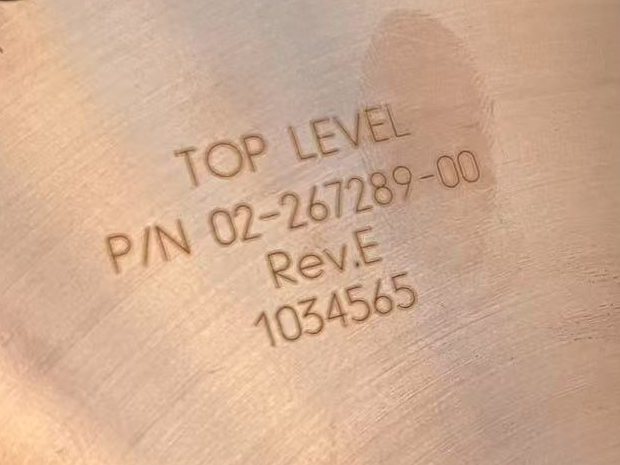 TOP LEVEL
P/N 02-267289-00
Rev.E
1034565